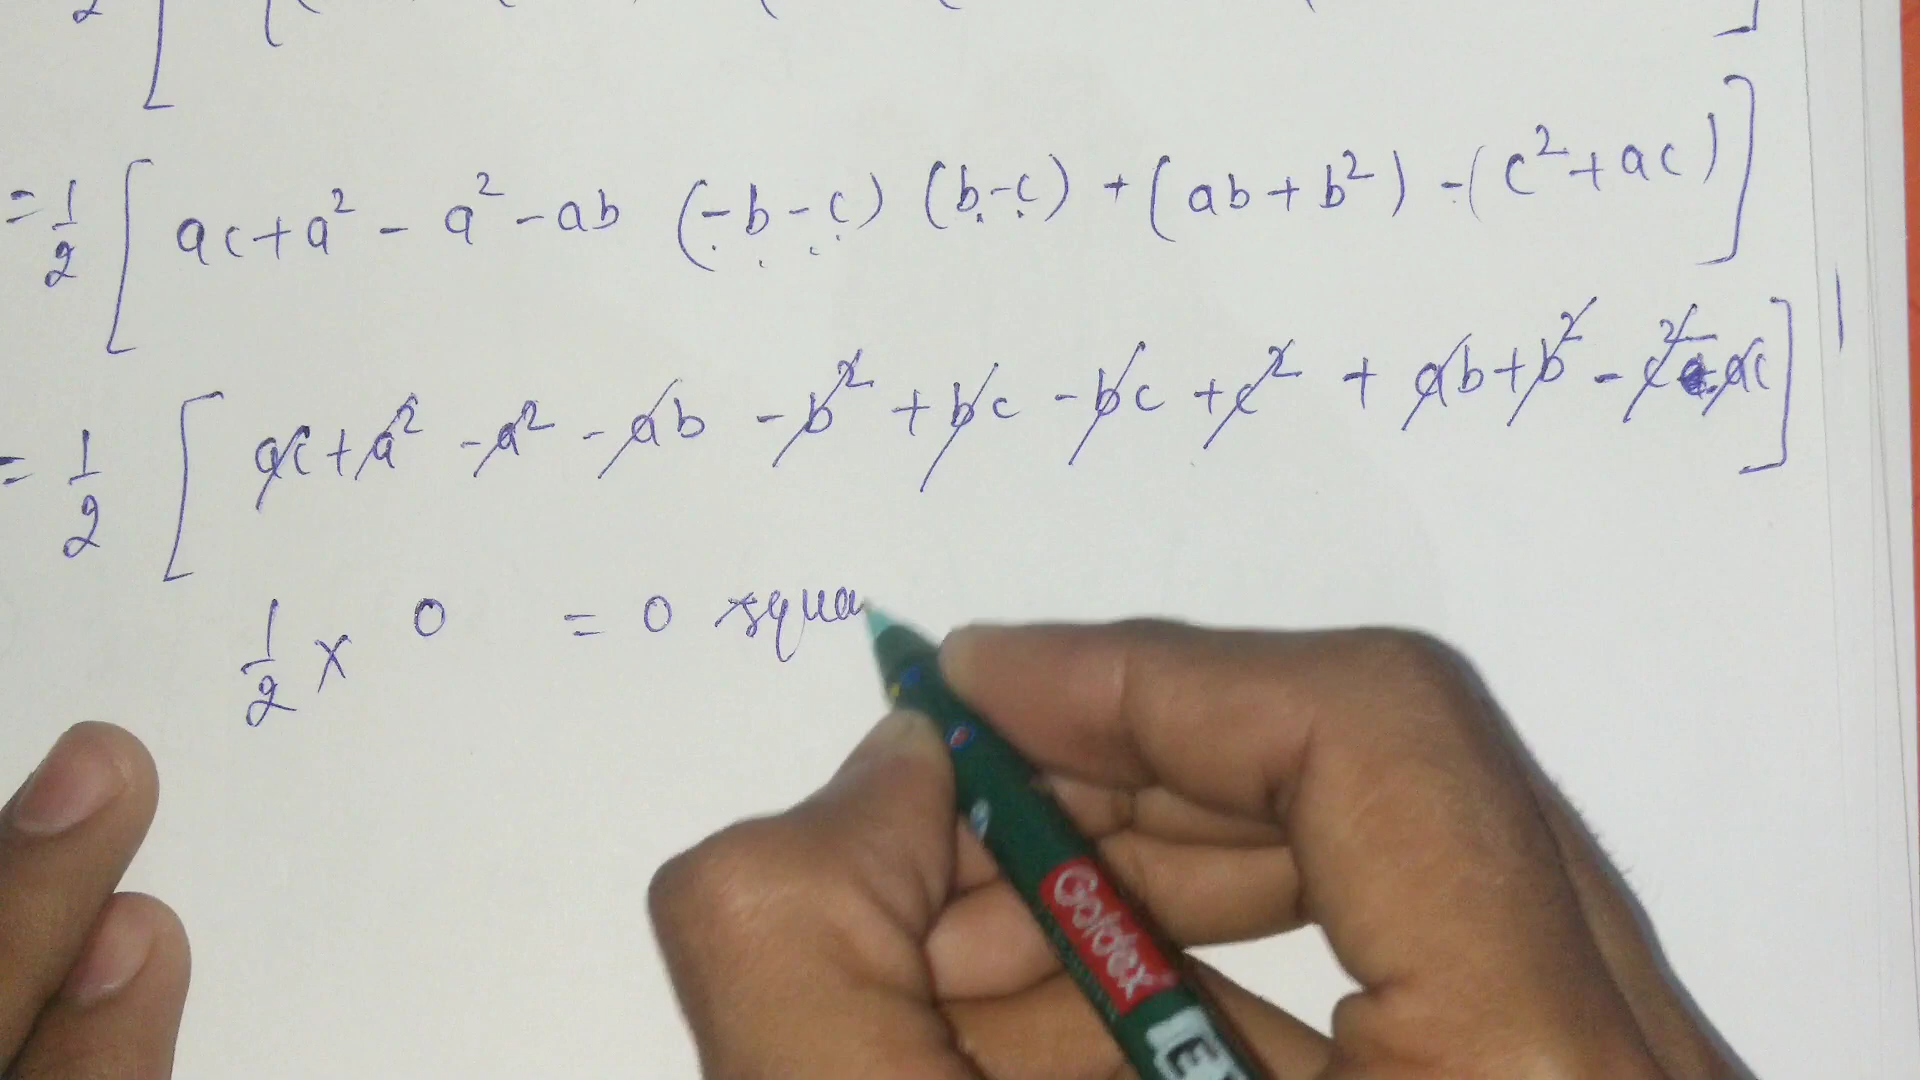 = 1/2 [ ac + a² - a² - ab (-b - c) (b - c) + (ab + b²) - (c² + ac) ]
= 1/2 [ ac + a² - a² - ab - b² + bc - bc + c² + ab + b² - c² - ac ]
1/2 × 0 = 0 squa
Goldex